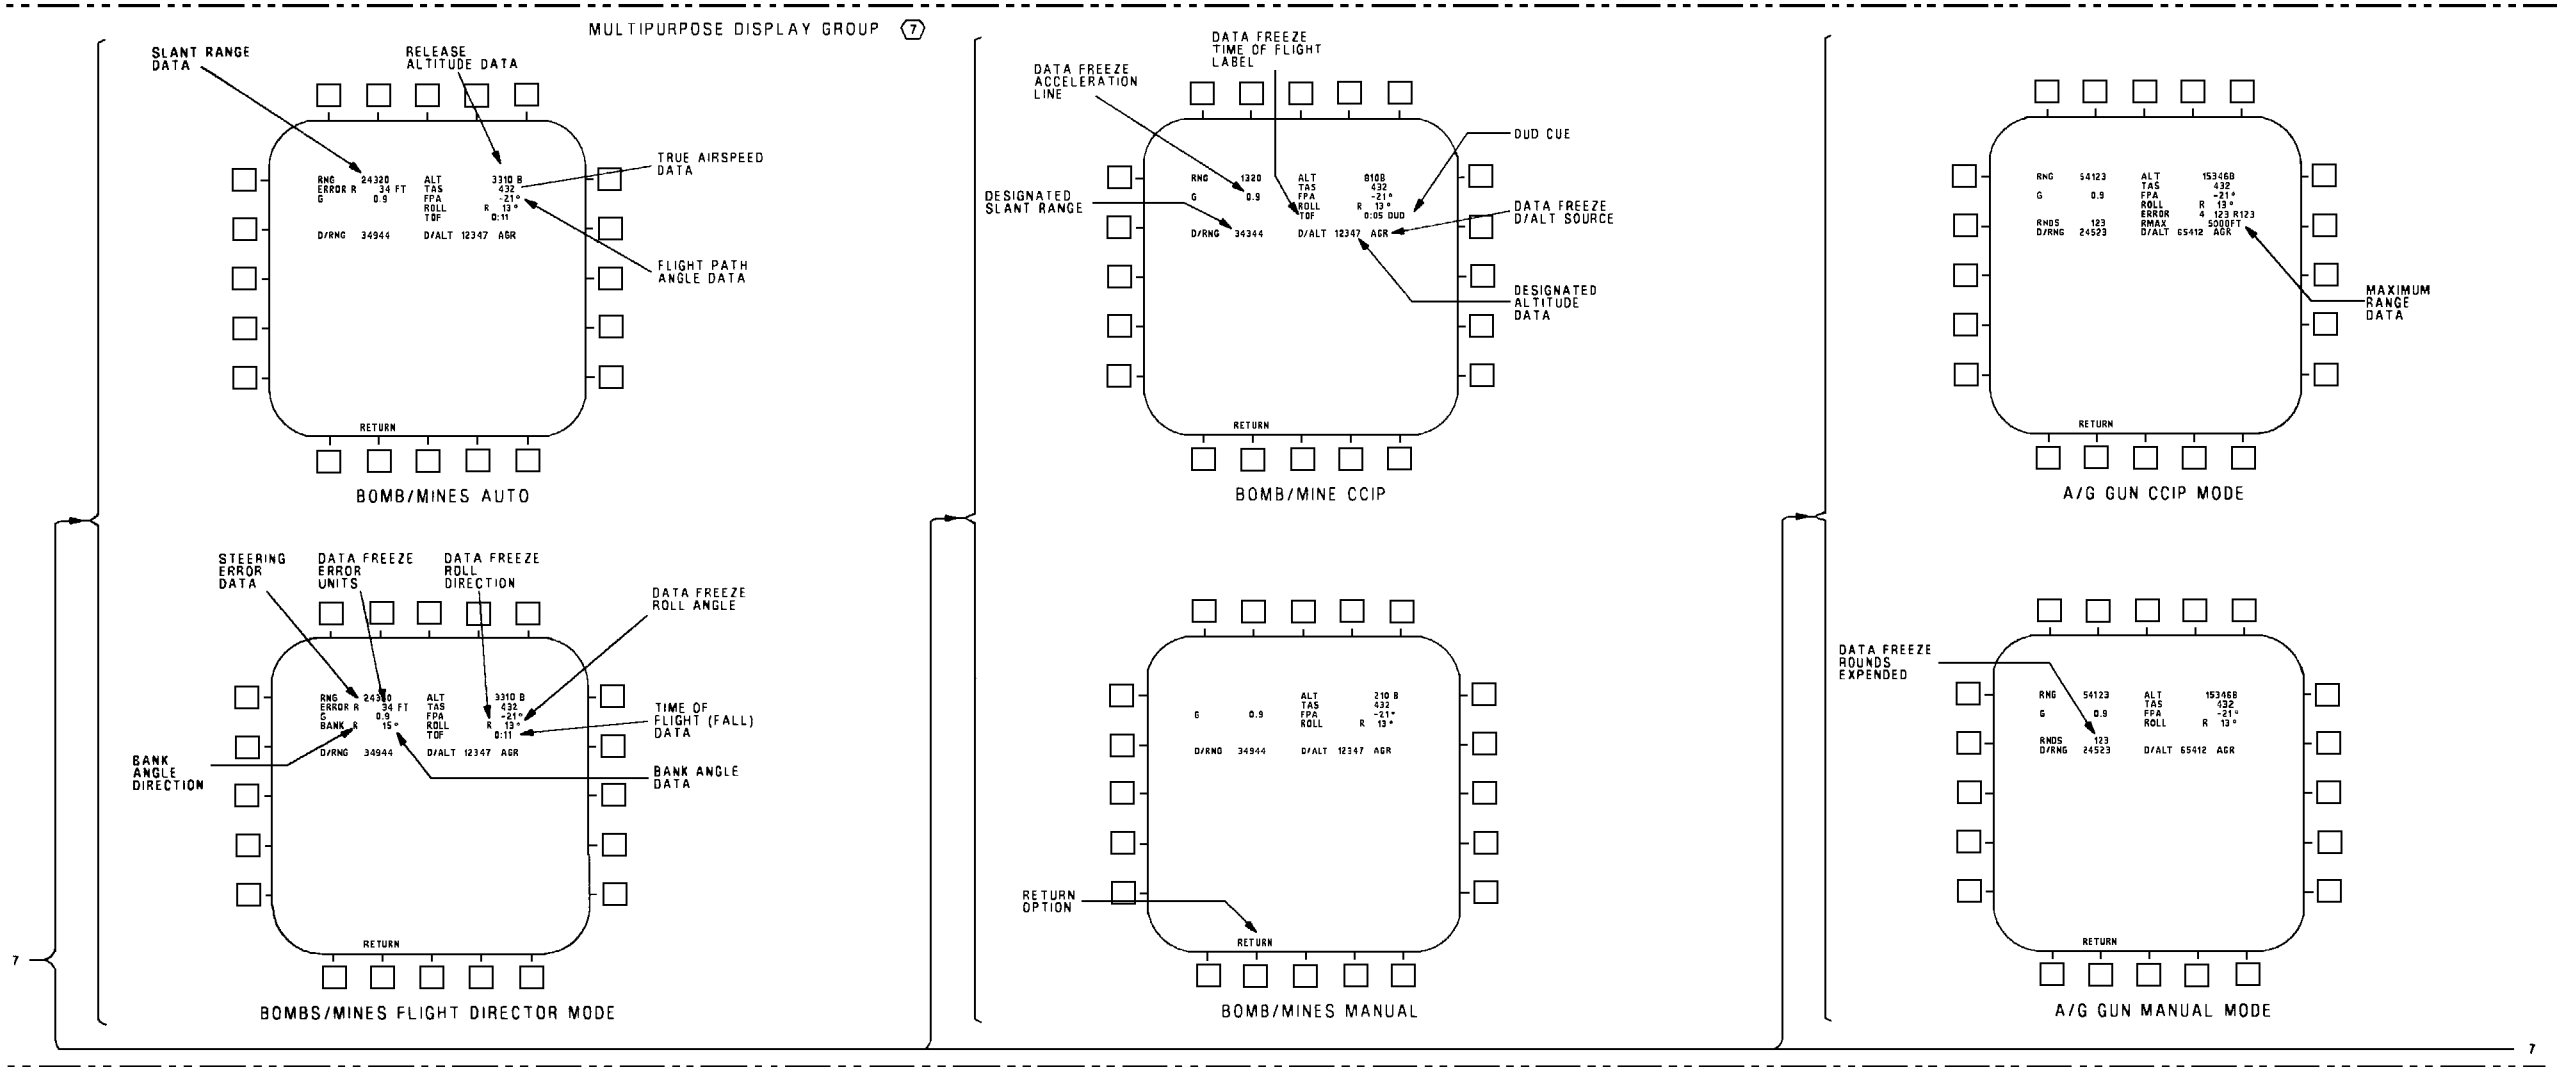 MULTIPURPOSE DISPLAY GROUP 7
SLANT RANGE
DATA
RELEASE
ALTITUDE DATA
TRUE AIRSPEED
DATA
FLIGHT PATH
ANGLE DATA
RNG 24320 ALT 3310 B
ERROR R 34 FT TAS 432
G 0.9 FPA -21°
ROLL R 13°
TOF 0:11
D/RNG 34944 D/ALT 12347 AGR
RETURN
BOMB/MINES AUTO
DATA FREEZE
TIME OF FLIGHT
LABEL
DATA FREEZE
ACCELERATION
LINE
DUD CUE
DESIGNATED
SLANT RANGE
DATA FREEZE
D/ALT SOURCE
DESIGNATED
ALTITUDE
DATA
RNG 1320 ALT 810B
TAS 432
G 0.9 FPA -21°
ROLL R 13°
TOF 0:05 DUD
D/RNG 34344 D/ALT 12347 AGR
RETURN
BOMB/MINE CCIP
RNG 54123 ALT 15346B
TAS 432
G 0.9 FPA -21°
ROLL R 13°
ERROR 4 123 R123
RNDS 123 RMAX 5000FT
D/RNG 24523 D/ALT 65412 AGR
MAXIMUM
RANGE
DATA
RETURN
A/G GUN CCIP MODE
STEERING
ERROR
DATA
DATA FREEZE
ERROR
UNITS
DATA FREEZE
ROLL
DIRECTION
DATA FREEZE
ROLL ANGLE
TIME OF
FLIGHT (FALL)
DATA
BANK
ANGLE
DIRECTION
BANK ANGLE
DATA
RNG ALT 3310 B
ERROR R 34 FT TAS 432
G 0.9 FPA -21°
BANK R 15° ROLL R 13°
TOF 0:11
D/RNG 34944 D/ALT 12347 AGR
RETURN
BOMBS/MINES FLIGHT DIRECTOR MODE
ALT 210 B
TAS 432
G 0.9 FPA -21°
ROLL R 13°
D/RNG 34944 D/ALT 12347 AGR
RETURN
OPTION
RETURN
BOMB/MINES MANUAL
DATA FREEZE
ROUNDS
EXPENDED
RNG 54123 ALT 15346B
TAS 432
G 0.9 FPA -21°
ROLL R 13°
RNDS 123
D/RNG 24523 D/ALT 65412 AGR
RETURN
A/G GUN MANUAL MODE
7
7